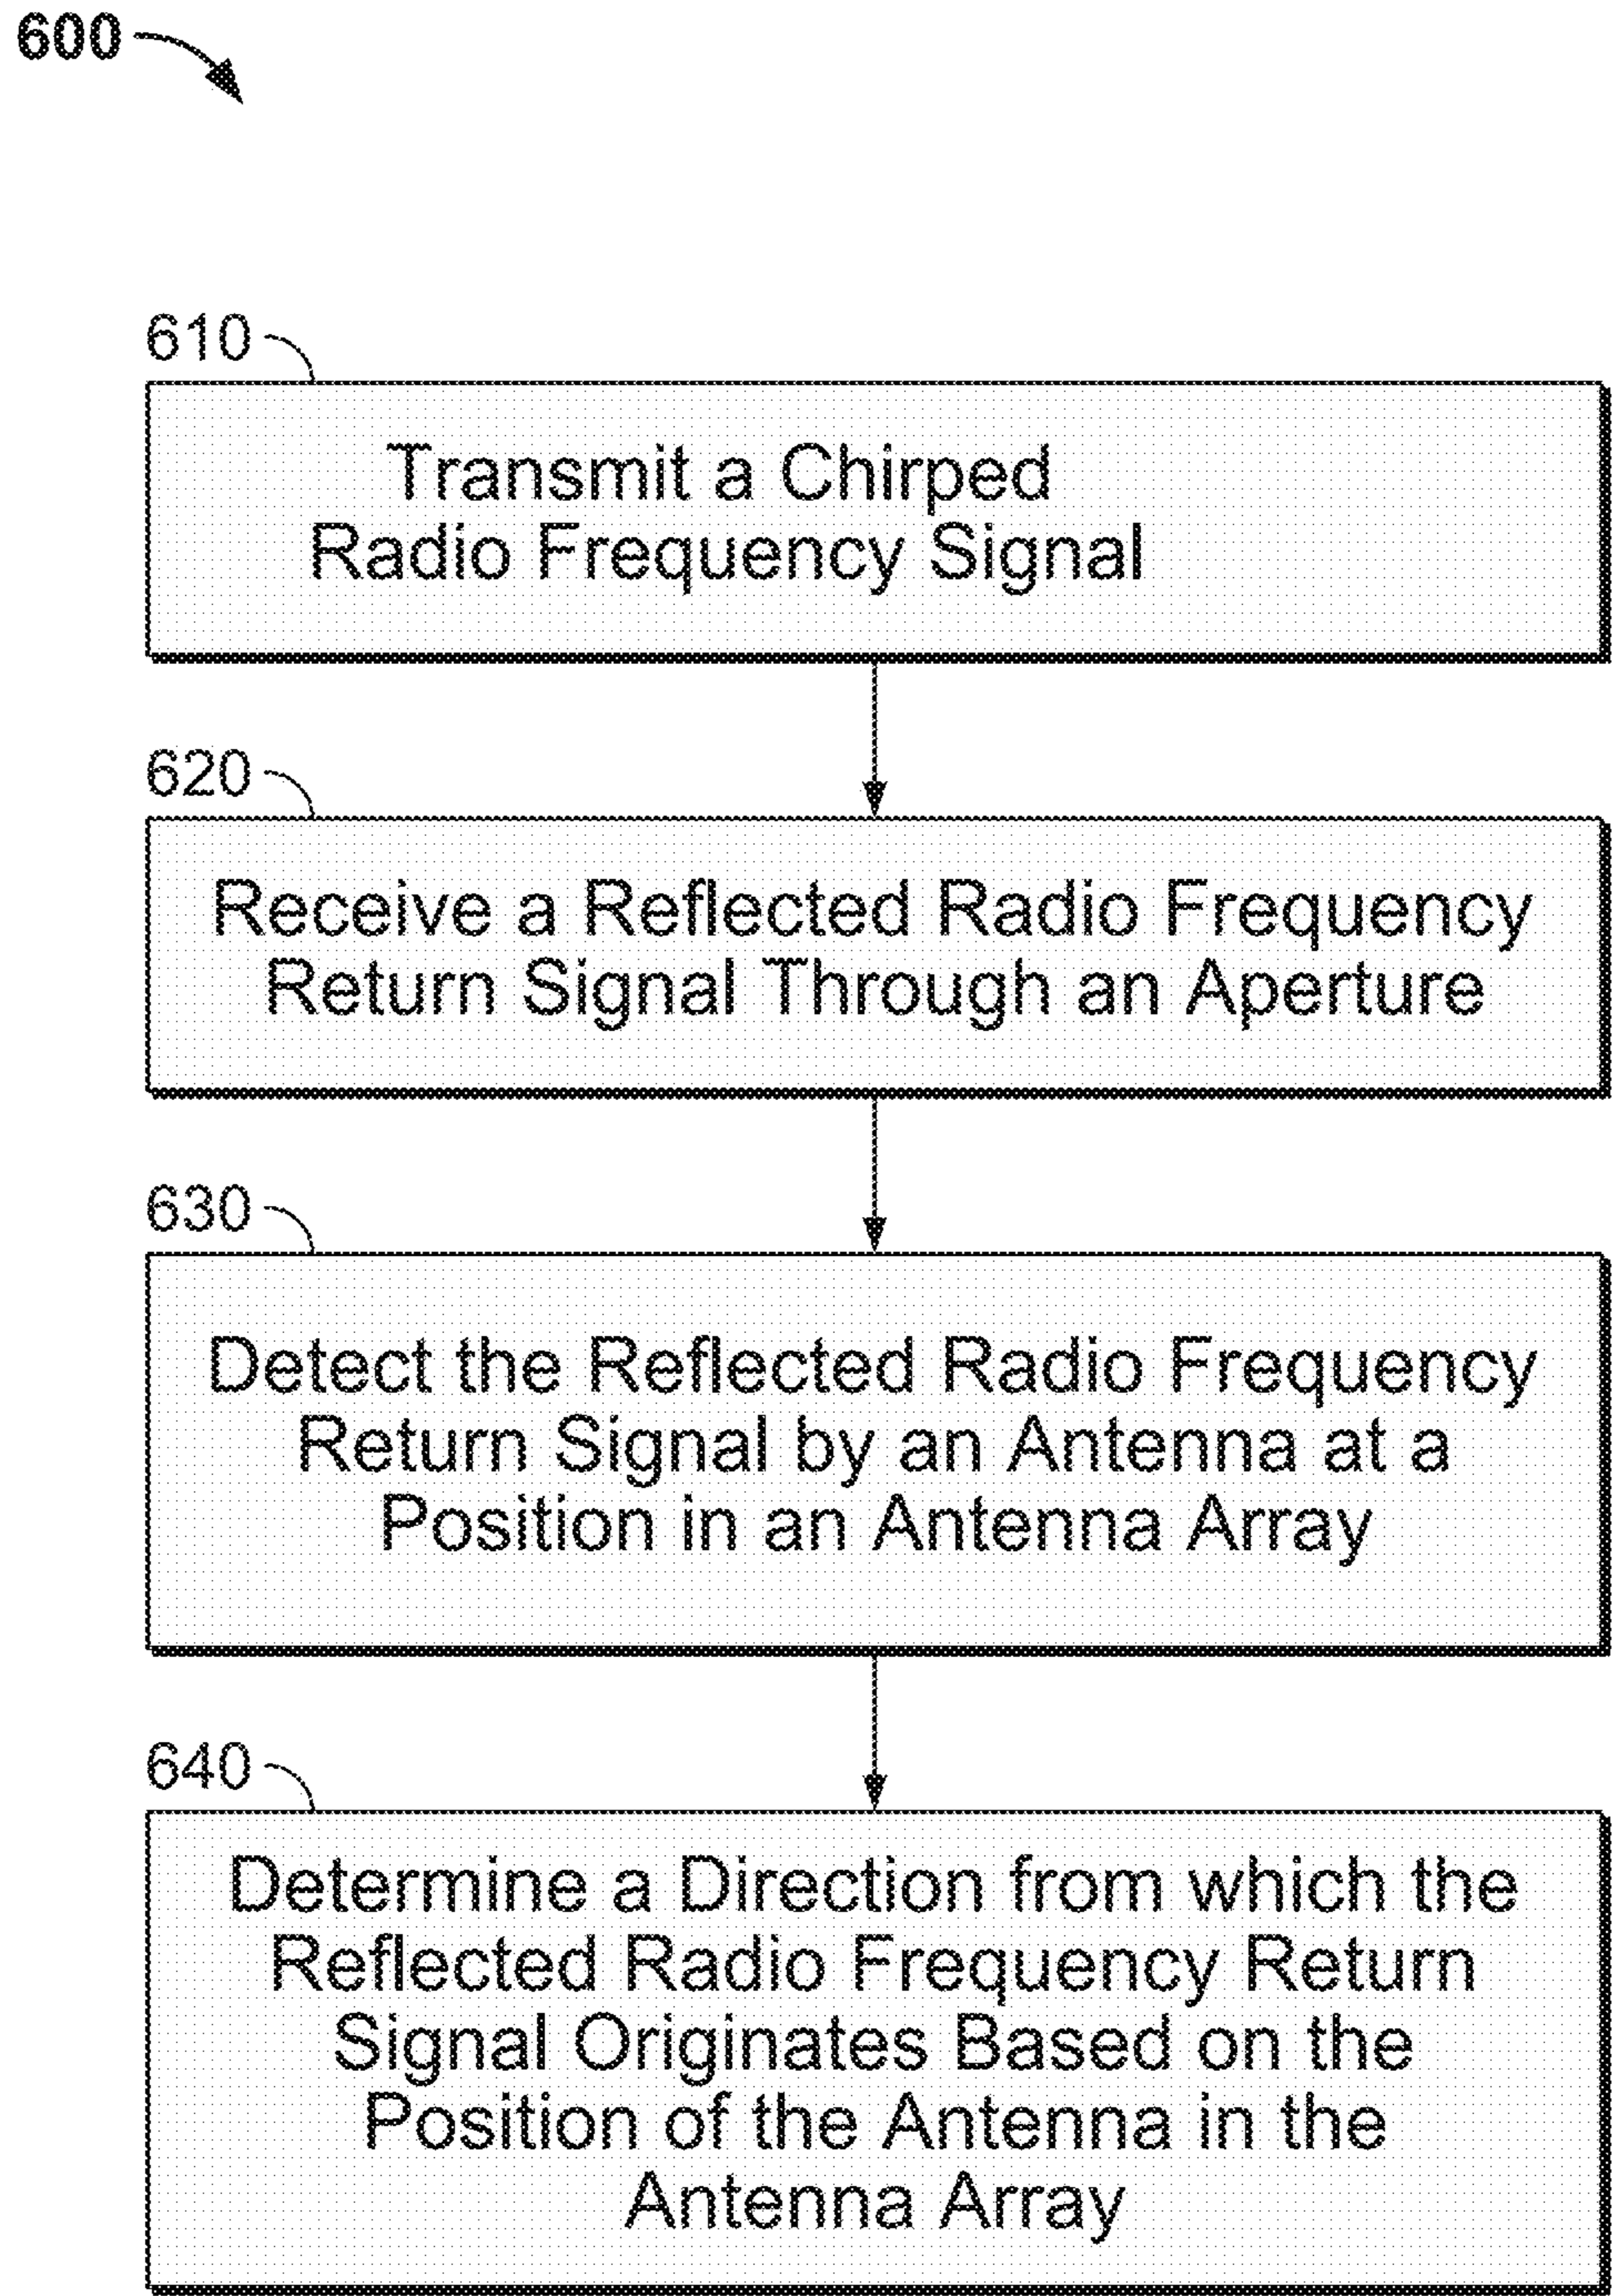 600
610
Transmit a Chirped
Radio Frequency Signal
620
Receive a Reflected Radio Frequency
Return Signal Through an Aperture
630
Detect the Reflected Radio Frequency
Return Signal by an Antenna at a
Position in an Antenna Array
640
Determine a Direction from which the
Reflected Radio Frequency Return
Signal Originates Based on the
Position of the Antenna in the
Antenna Array